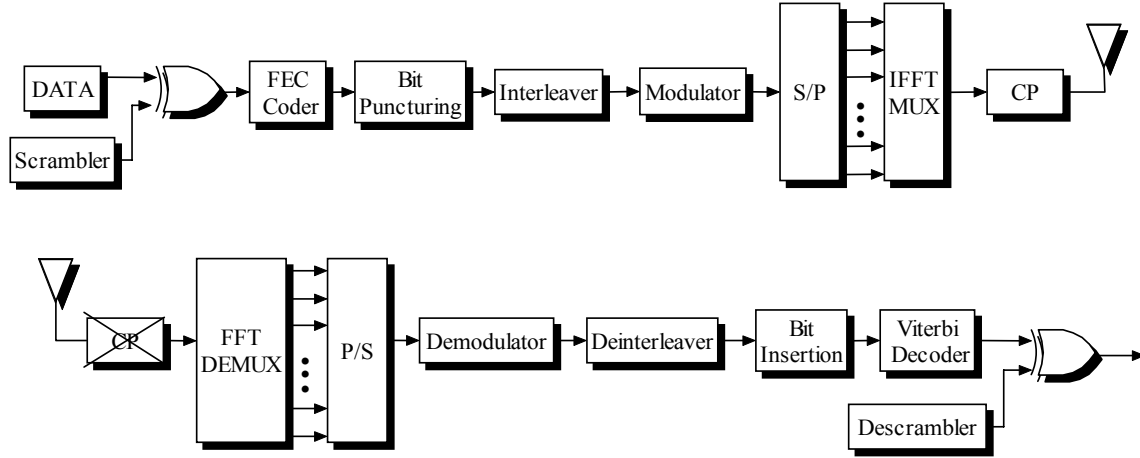 DATA
Scrambler
FEC
Coder
Bit
Puncturing
Interleaver
Modulator
S/P
IFFT
MUX
CP
CP
FFT
DEMUX
P/S
Demodulator
Deinterleaver
Bit
Insertion
Viterbi
Decoder
Descrambler